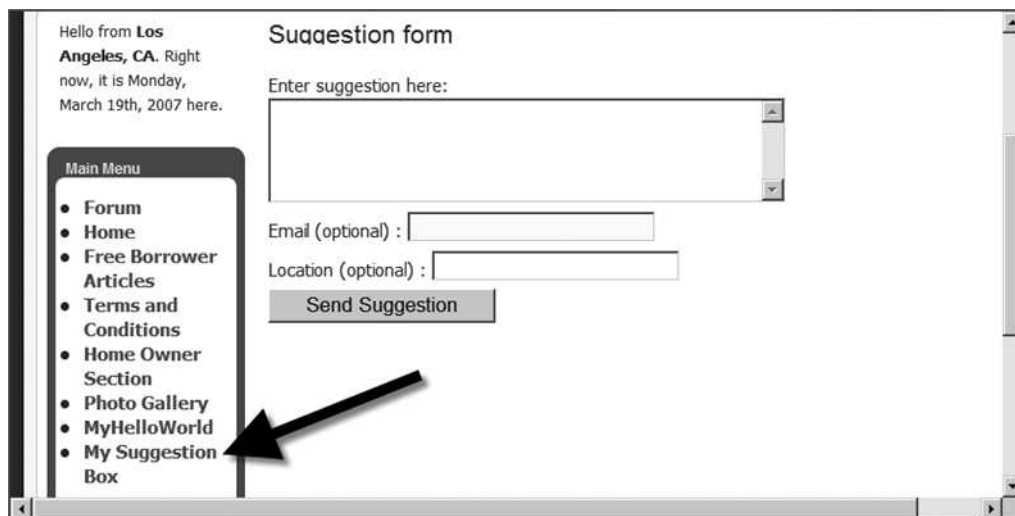 Hello from Los
Angeles, CA. Right
now, it is Monday,
March 19th, 2007 here.
Main Menu
Forum
Home
Free Borrower
Articles
Terms and
Conditions
Home Owner
Section
Photo Gallery
MyHelloWorld
My Suggestion
Box
Suggestion form
Enter suggestion here:
Email (optional) :
Location (optional) :
Send Suggestion